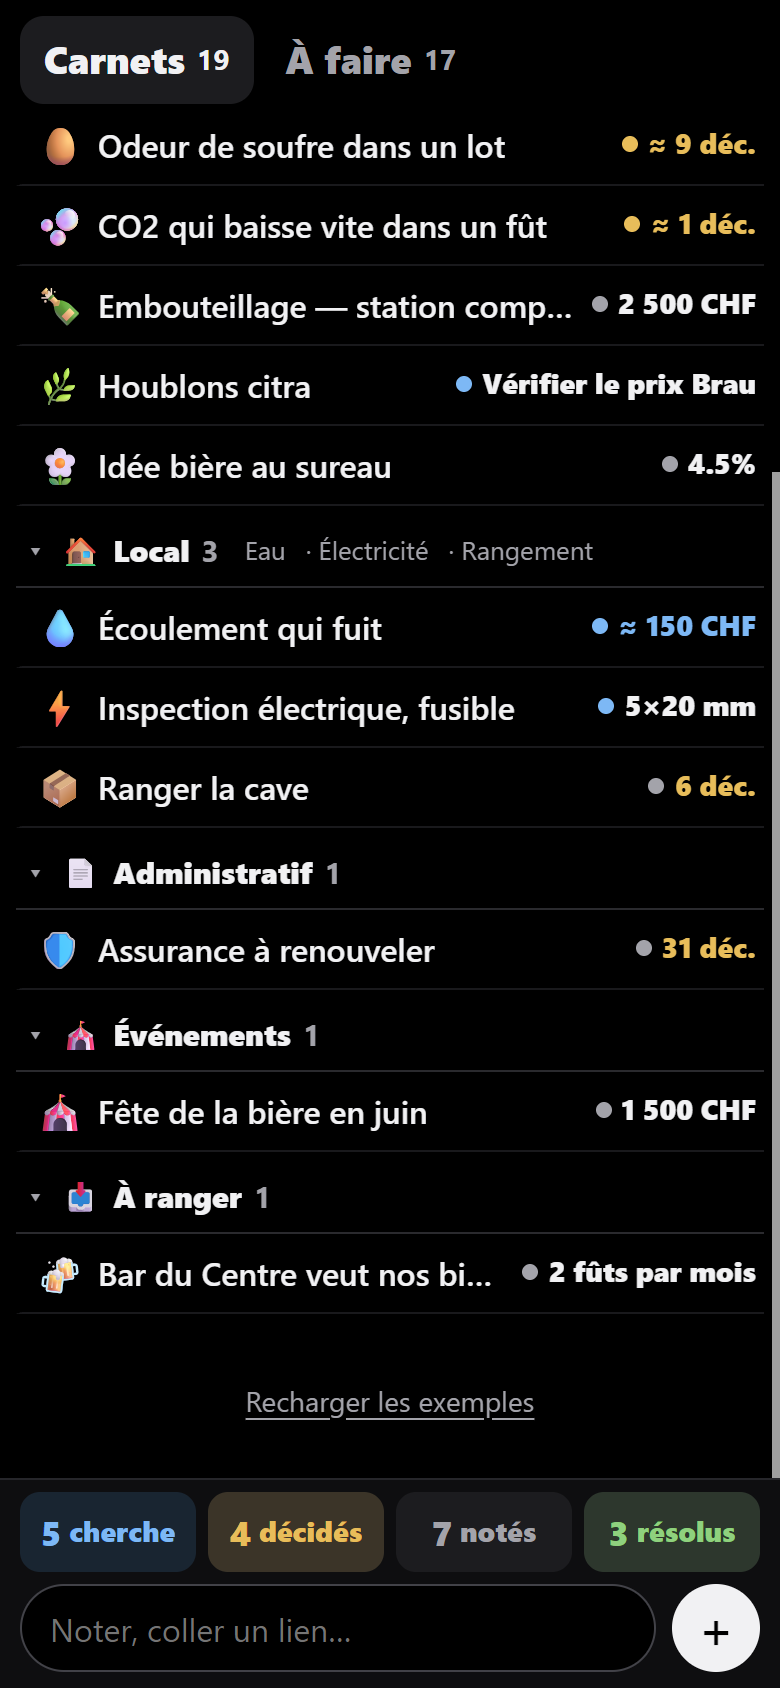 Carnets 19 À faire 17
Odeur de soufre dans un lot ≈ 9 déc.
CO2 qui baisse vite dans un fût ≈ 1 déc.
Embouteillage — station comp... 2 500 CHF
Houblons citra Vérifier le prix Brau
Idée bière au sureau 4.5%
Local 3 Eau · Électricité · Rangement
Écoulement qui fuit ≈ 150 CHF
Inspection électrique, fusible 5×20 mm
Ranger la cave 6 déc.
Administratif 1
Assurance à renouveler 31 déc.
Événements 1
Fête de la bière en juin 1 500 CHF
À ranger 1
Bar du Centre veut nos bi... 2 fûts par mois
Recharger les exemples
5 cherche 4 décidés 7 notés 3 résolus
Noter, coller un lien... +